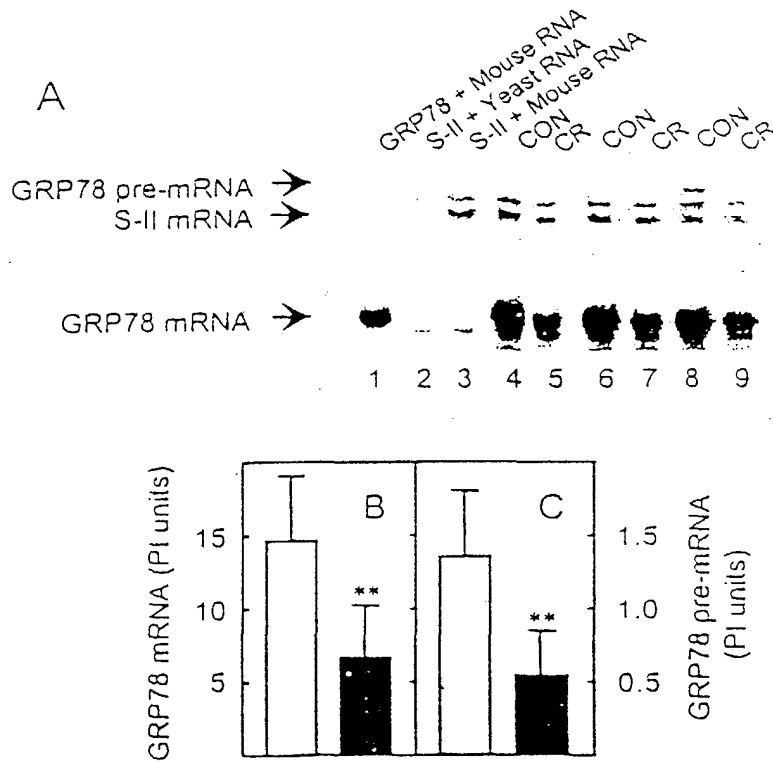 A
GRP78 + Mouse RNA
S-II + Yeast RNA
S-II + Mouse RNA
CON
CR
CON
CR
CON
CR
GRP78 pre-mRNA
S-II mRNA
GRP78 mRNA
1 2 3 4 5 6 7 8 9
GRP78 mRNA (PI units)
15
10
5
B
**
C
**
1.5
1.0
0.5
GRP78 pre-mRNA
(PI units)